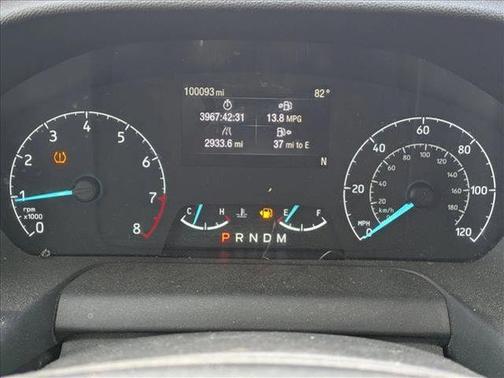 100093 mi 82°
3967:42:31 13.8 MPG
2933.6 mi 37 mi to E
N
0 1 2 3 4 5 6 7 8
rpm
x1000
C H E F
P R N D M
0 20 40 60 80 100 120
MPH
km/h